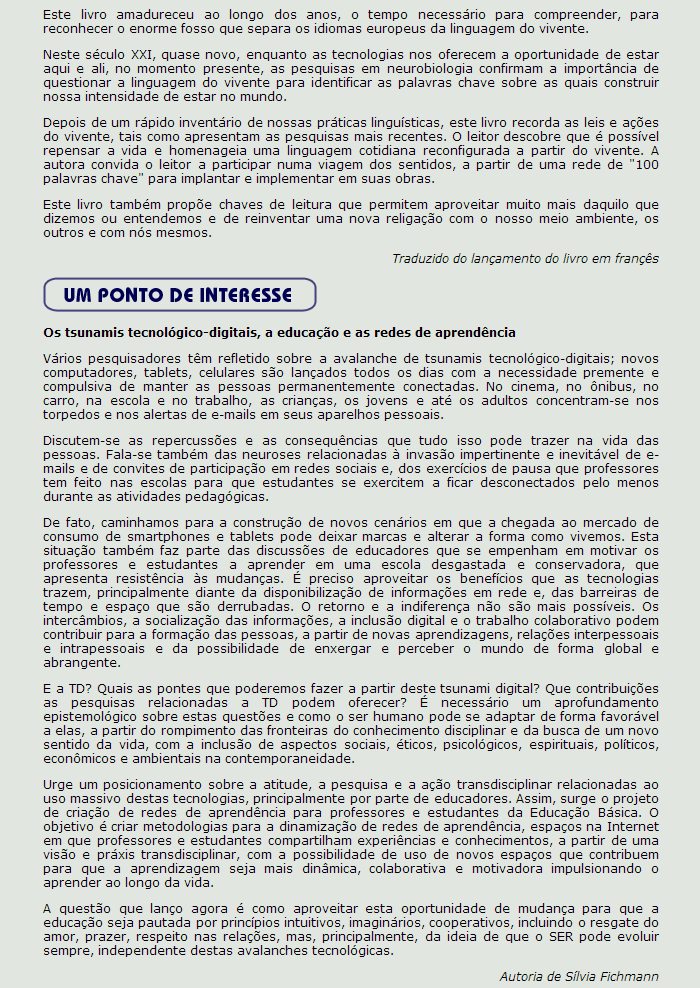 Este livro amadureceu ao longo dos anos, o tempo necessário para compreender, para
reconhecer o enorme fosso que separa os idiomas europeus da linguagem do vivente.
Neste século XXI, quase novo, enquanto as tecnologias nos oferecem a oportunidade de estar
aqui e ali, no momento presente, as pesquisas em neurobiologia confirmam a importância de
questionar a linguagem do vivente para identificar as palavras chave sobre as quais construir
nossa intensidade de estar no mundo.
Depois de um rápido inventário de nossas práticas linguísticas, este livro recorda as leis e ações
do vivente, tais como apresentam as pesquisas mais recentes. O leitor descobre que é possível
repensar a vida e homenageia uma linguagem cotidiana reconfigurada a partir do vivente. A
autora convida o leitor a participar numa viagem dos sentidos, a partir de uma rede de "100
palavras chave" para implantar e implementar em suas obras.
Este livro também propõe chaves de leitura que permitem aproveitar muito mais daquilo que
dizemos ou entendemos e de reinventar uma nova religação com o nosso meio ambiente, os
outros e com nós mesmos.
Traduzido do lançamento do livro em françês
UM PONTO DE INTERESSE
Os tsunamis tecnológico-digitais, a educação e as redes de aprendência
Vários pesquisadores têm refletido sobre a avalanche de tsunamis tecnológico-digitais; novos
computadores, tablets, celulares são lançados todos os dias com a necessidade premente e
compulsiva de manter as pessoas permanentemente conectadas. No cinema, no ônibus, no
carro, na escola e no trabalho, as crianças, os jovens e até os adultos concentram-se nos
torpedos e nos alertas de e-mails em seus aparelhos pessoais.
Discutem-se as repercussões e as consequências que tudo isso pode trazer na vida das
pessoas. Fala-se também das neuroses relacionadas à invasão impertinente e inevitável de e-
mails e de convites de participação em redes sociais e, dos exercícios de pausa que professores
tem feito nas escolas para que estudantes se exercitem a ficar desconectados pelo menos
durante as atividades pedagógicas.
De fato, caminhamos para a construção de novos cenários em que a chegada ao mercado de
consumo de smartphones e tablets pode deixar marcas e alterar a forma como vivemos. Esta
situação também faz parte das discussões de educadores que se empenham em motivar os
professores e estudantes a aprender em uma escola desgastada e conservadora, que
apresenta resistência às mudanças. É preciso aproveitar os benefícios que as tecnologias
trazem, principalmente diante da disponibilização de informações em rede e, das barreiras de
tempo e espaço que são derrubadas. O retorno e a indiferença não são mais possíveis. Os
intercâmbios, a socialização das informações, a inclusão digital e o trabalho colaborativo podem
contribuir para a formação das pessoas, a partir de novas aprendizagens, relações interpessoais
e intrapessoais e da possibilidade de enxergar e perceber o mundo de forma global e
abrangente.
E a TD? Quais as pontes que poderemos fazer a partir deste tsunami digital? Que contribuições
as pesquisas relacionadas a TD podem oferecer? É necessário um aprofundamento
epistemológico sobre estas questões e como o ser humano pode se adaptar de forma favorável
a elas, a partir do rompimento das fronteiras do conhecimento disciplinar e da busca de um novo
sentido da vida, com a inclusão de aspectos sociais, éticos, psicológicos, espirituais, políticos,
econômicos e ambientais na contemporaneidade.
Urge um posicionamento sobre a atitude, a pesquisa e a ação transdisciplinar relacionadas ao
uso massivo destas tecnologias, principalmente por parte de educadores. Assim, surge o projeto
de criação de redes de aprendência para professores e estudantes da Educação Básica. O
objetivo é criar metodologias para a dinamização de redes de aprendência, espaços na Internet
em que professores e estudantes compartilham experiências e conhecimentos, a partir de uma
visão e práxis transdisciplinar, com a possibilidade de uso de novos espaços que contribuem
para que a aprendizagem seja mais dinâmica, colaborativa e motivadora impulsionando o
aprender ao longo da vida.
A questão que lanço agora é como aproveitar esta oportunidade de mudança para que a
educação seja pautada por princípios intuitivos, imaginários, cooperativos, incluindo o resgate do
amor, prazer, respeito nas relações, mas, principalmente, da ideia de que o SER pode evoluir
sempre, independente destas avalanches tecnológicas.
Autoria de Sílvia Fichmann